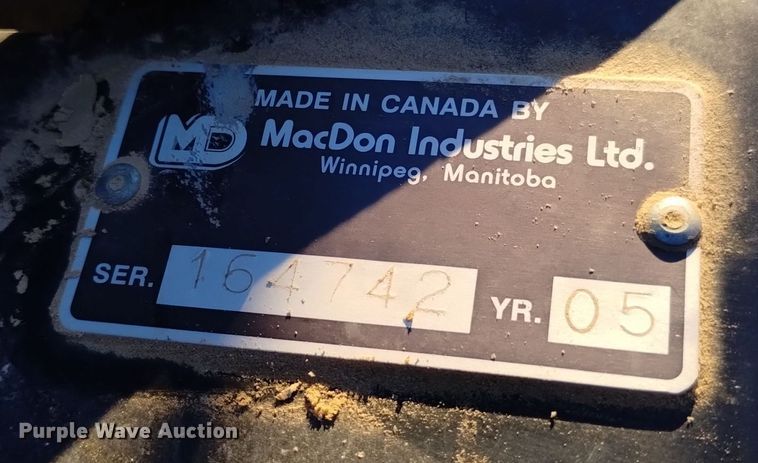 MADE IN CANADA BY
MD MacDon Industries Ltd.
Winnipeg, Manitoba
SER. 164742 YR. 05
Purple Wave Auction